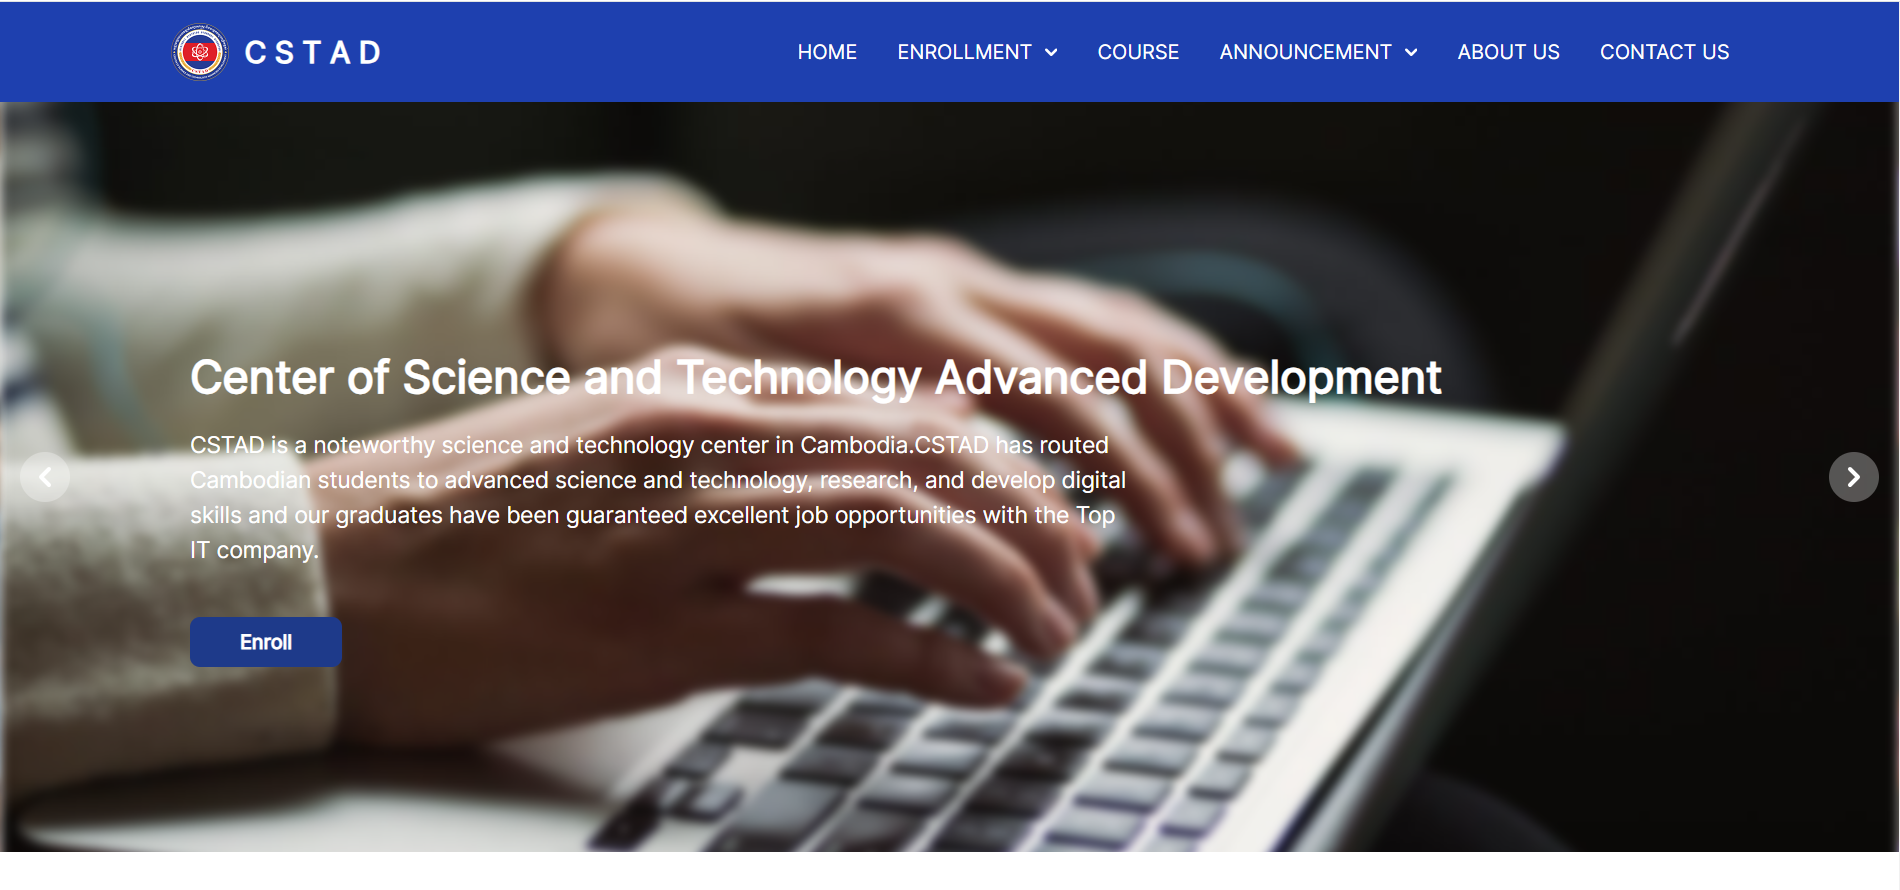 CSTAD
HOME
ENROLLMENT
COURSE
ANNOUNCEMENT
ABOUT US
CONTACT US
Center of Science and Technology Advanced Development
CSTAD is a noteworthy science and technology center in Cambodia.CSTAD has routed
Cambodian students to advanced science and technology, research, and develop digital
skills and our graduates have been guaranteed excellent job opportunities with the Top
IT company.
Enroll